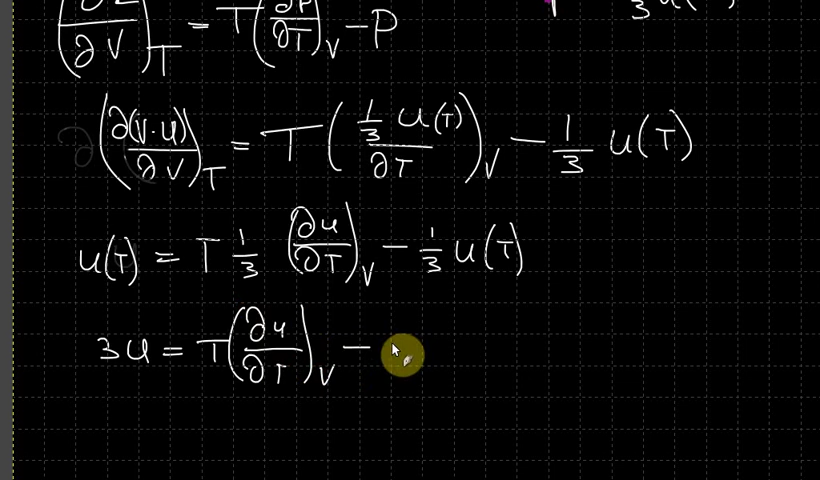 (∂ /∂V)_T = T(∂P/∂T)_V − P
(∂(V·u)/∂V)_T = T(1/3 u(T)/∂T)_V − 1/3 u(T)
u(T) = T 1/3 (∂u/∂T)_V − 1/3 u(T)
3u = T(∂u/∂T)_V −